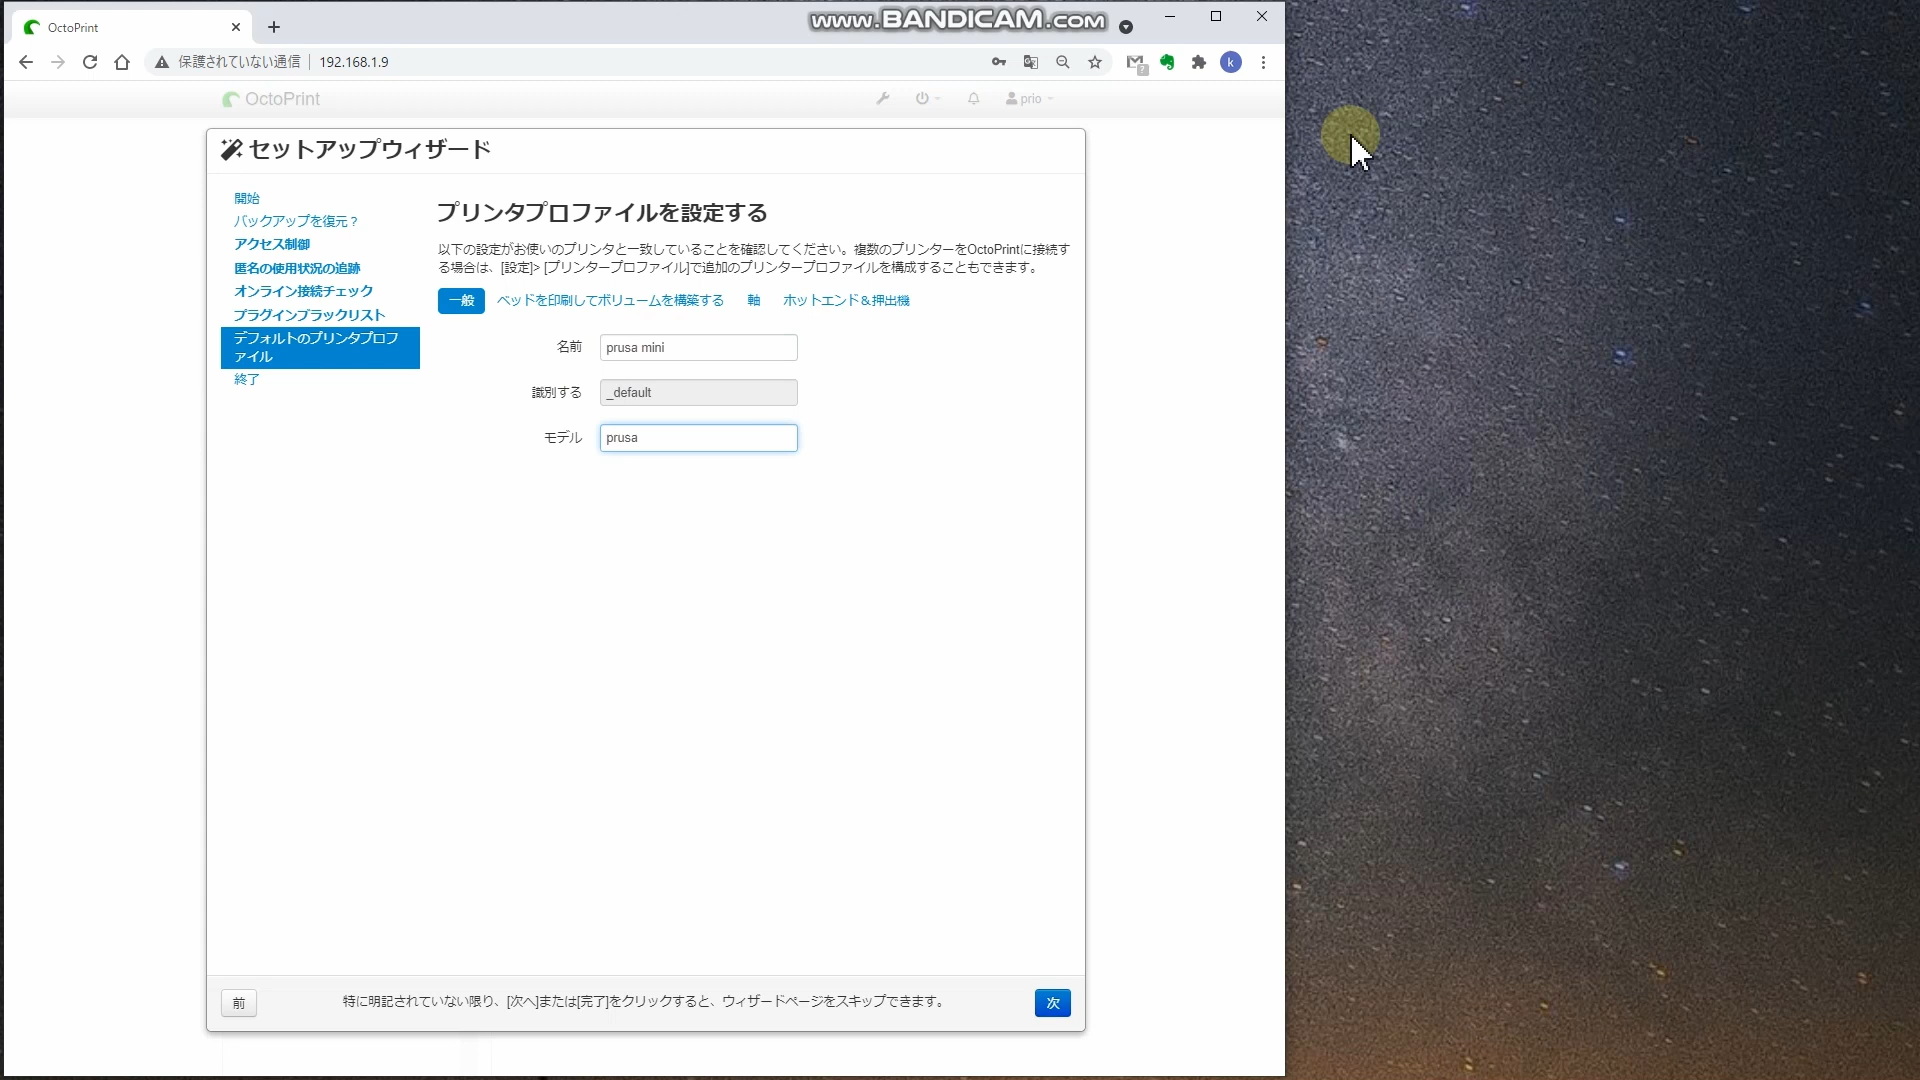 OctoPrint
www.BANDICAM.com
保護されていない通信 192.168.1.9
k
OctoPrint
prio
セットアップウィザード
開始
バックアップを復元？
アクセス制御
匿名の使用状況の追跡
オンライン接続チェック
プラグインブラックリスト
デフォルトのプリンタプロフ
ァイル
終了
プリンタプロファイルを設定する
以下の設定がお使いのプリンタと一致していることを確認してください。複数のプリンターをOctoPrintに接続す
る場合は、[設定]> [プリンタープロファイル]で追加のプリンタープロファイルを構成することもできます。
一般 ベッドを印刷してボリュームを構築する 軸 ホットエンド＆押出機
名前 prusa mini
識別する _default
モデル prusa
前 特に明記されていない限り、[次へ]または[完了]をクリックすると、ウィザードページをスキップできます。 次